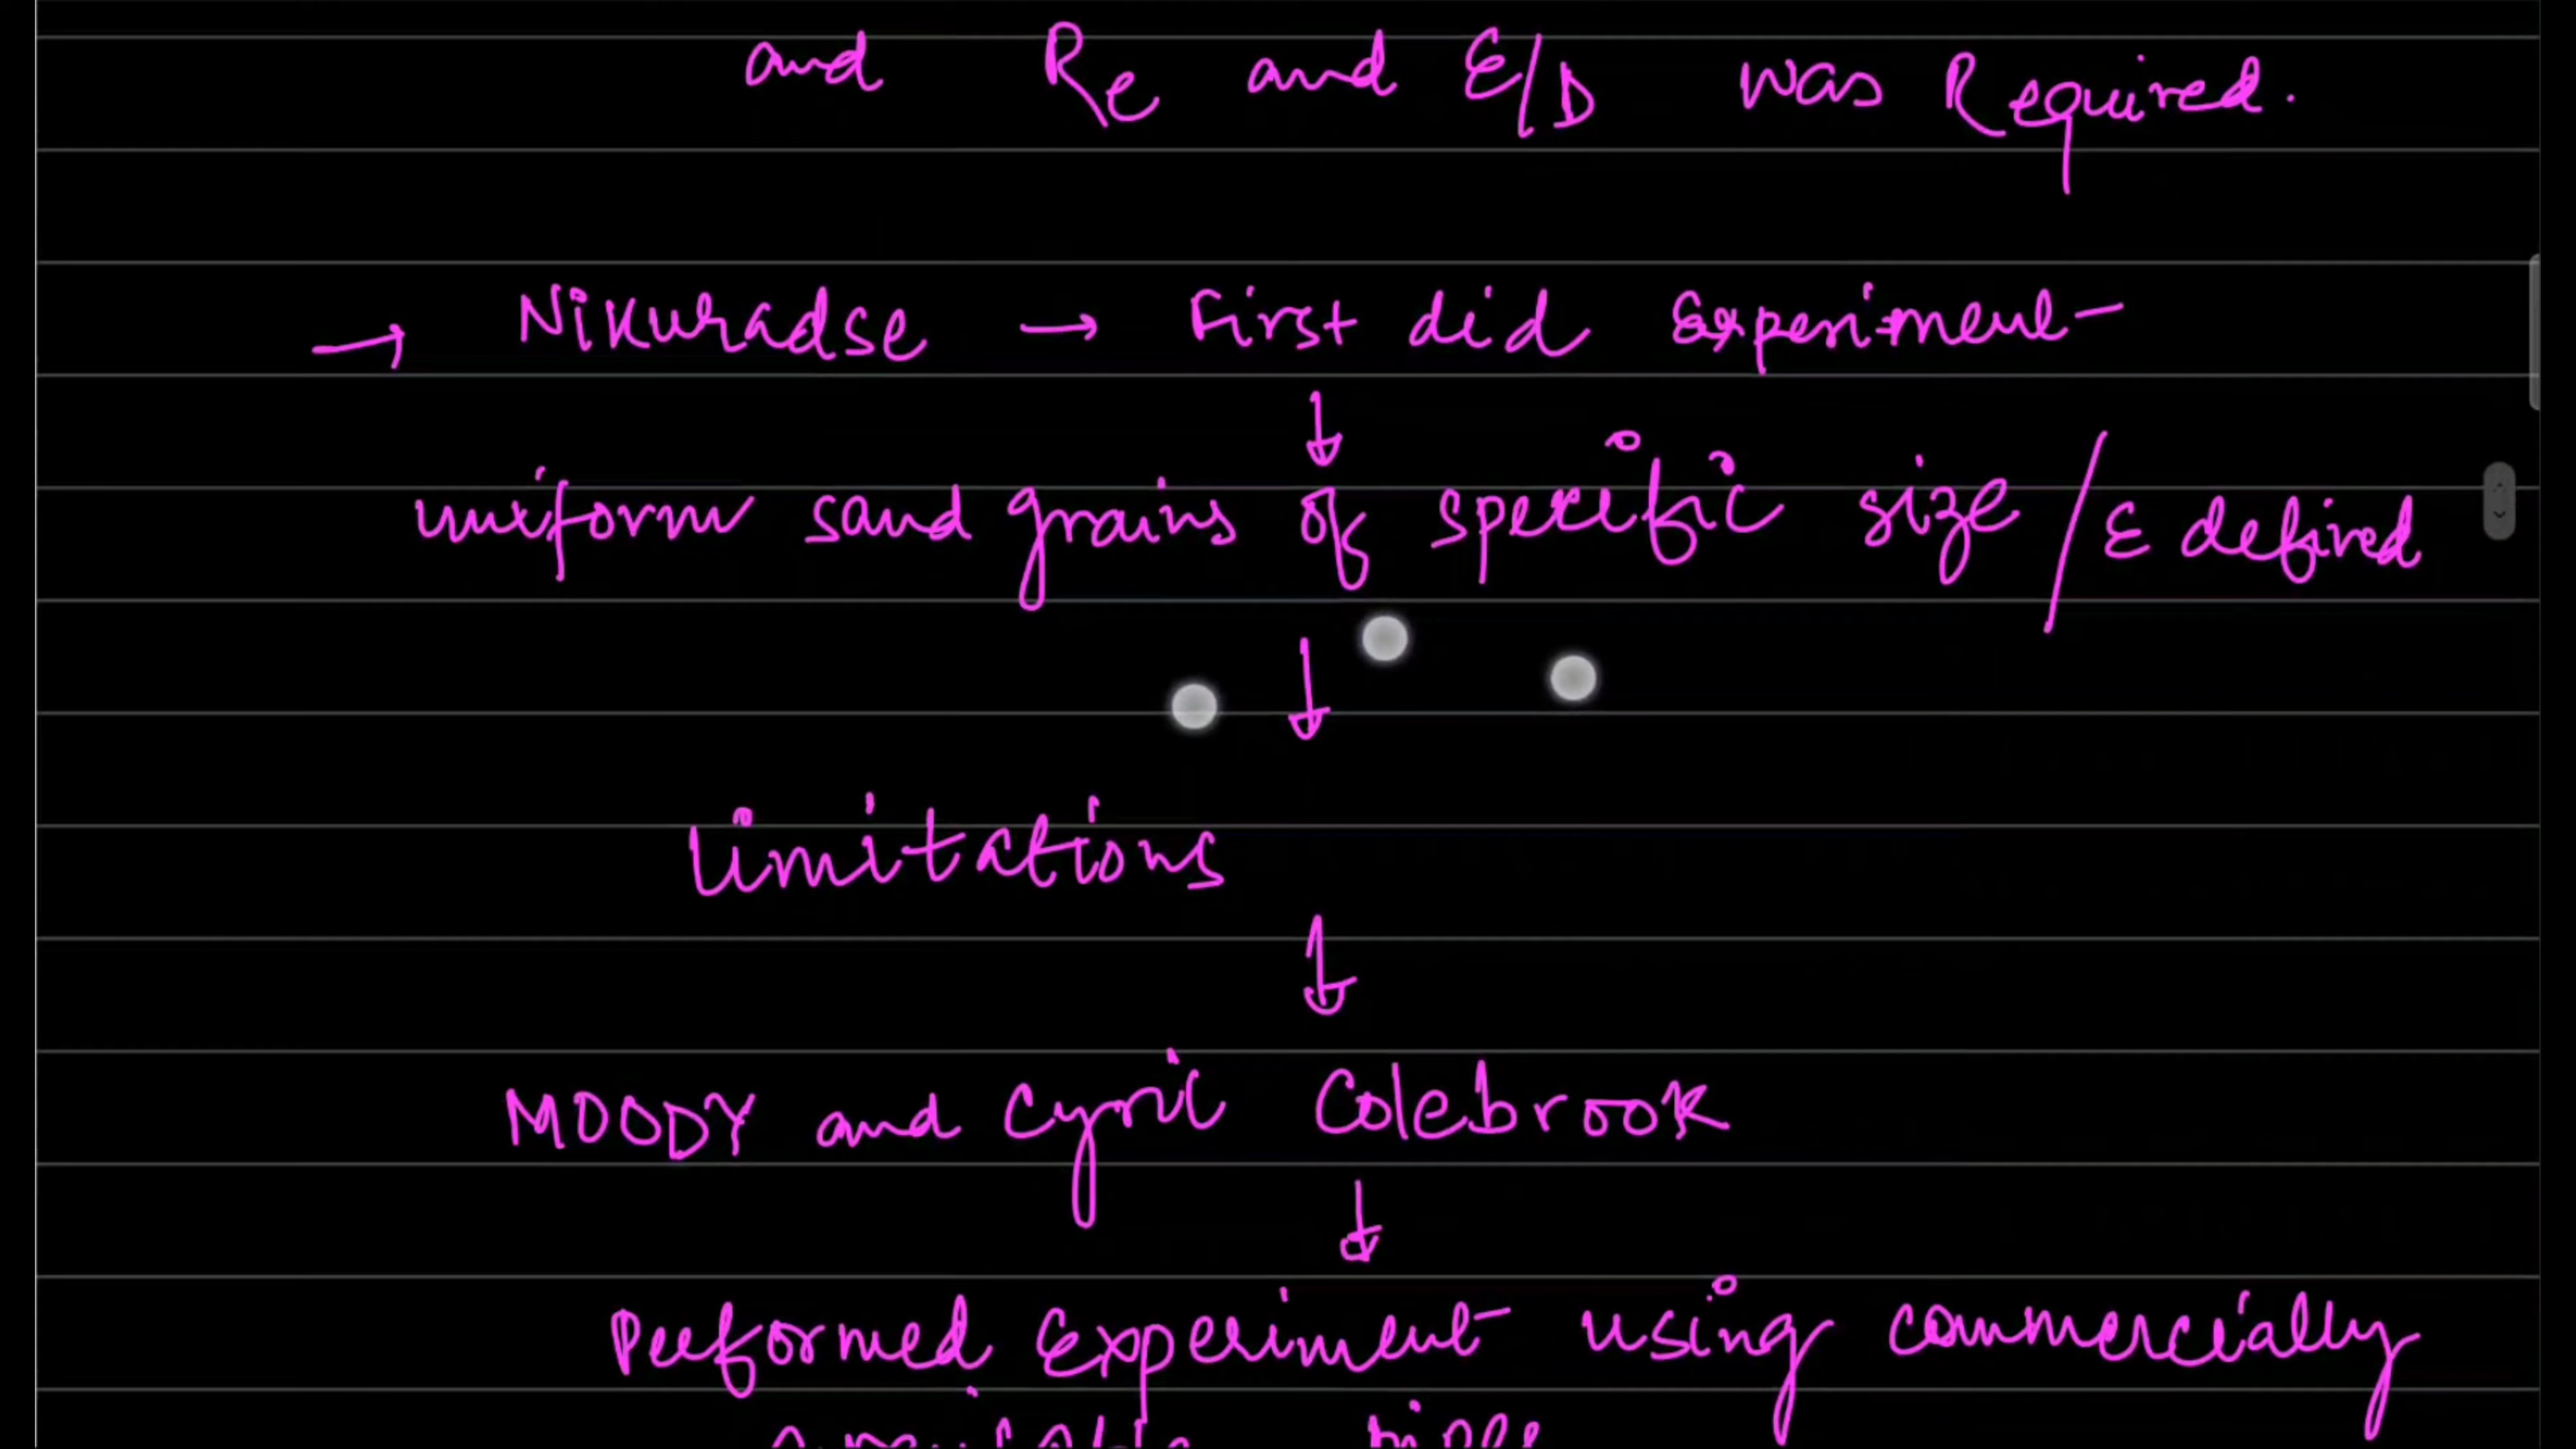 and Re and ε/D was Required.
→ Nikuradse → First did Experiment
↓
uniform sand grains of specific size / ε defined
↓
Limitations
↓
MOODY and Cyril Colebrook
↓
Performed Experiment using commercially